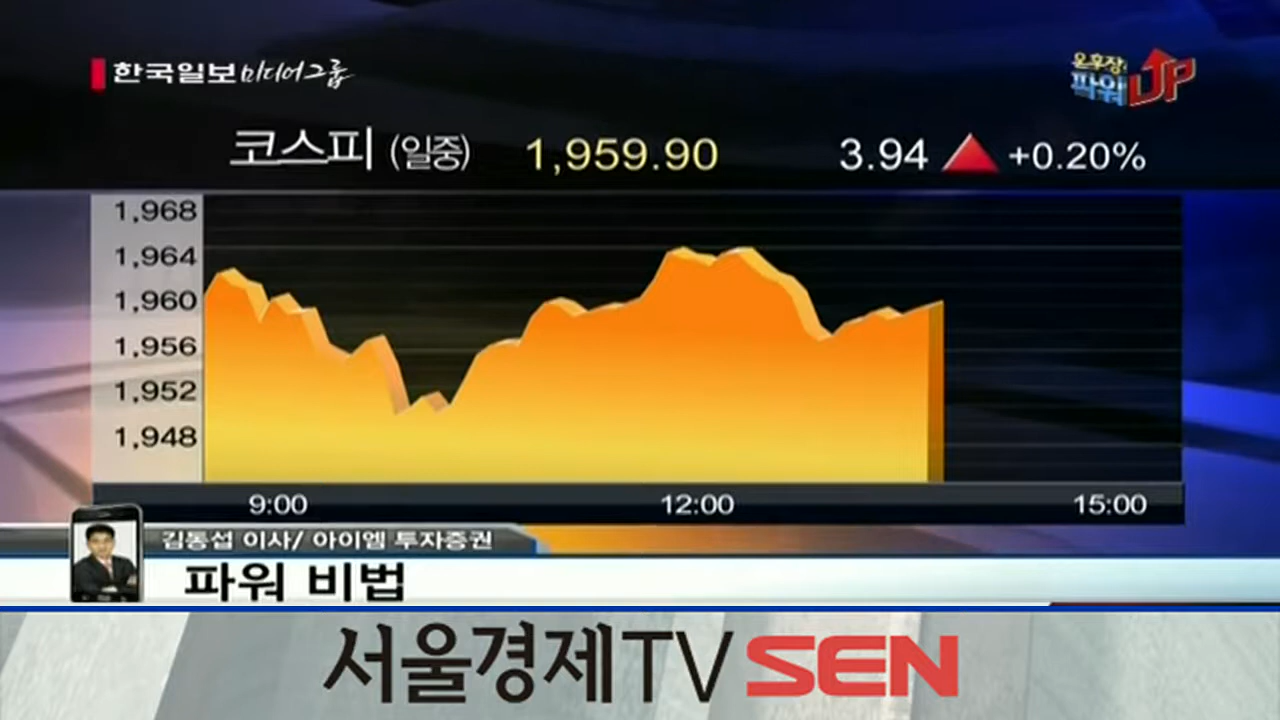 한국일보 미디어그룹
오후장!
파워UP
코스피 (일중) 1,959.90 3.94 ▲ +0.20%
1,968
1,964
1,960
1,956
1,952
1,948
9:00 12:00 15:00
김동섭 이사/ 아이엠 투자증권
파워 비법
서울경제TV SEN